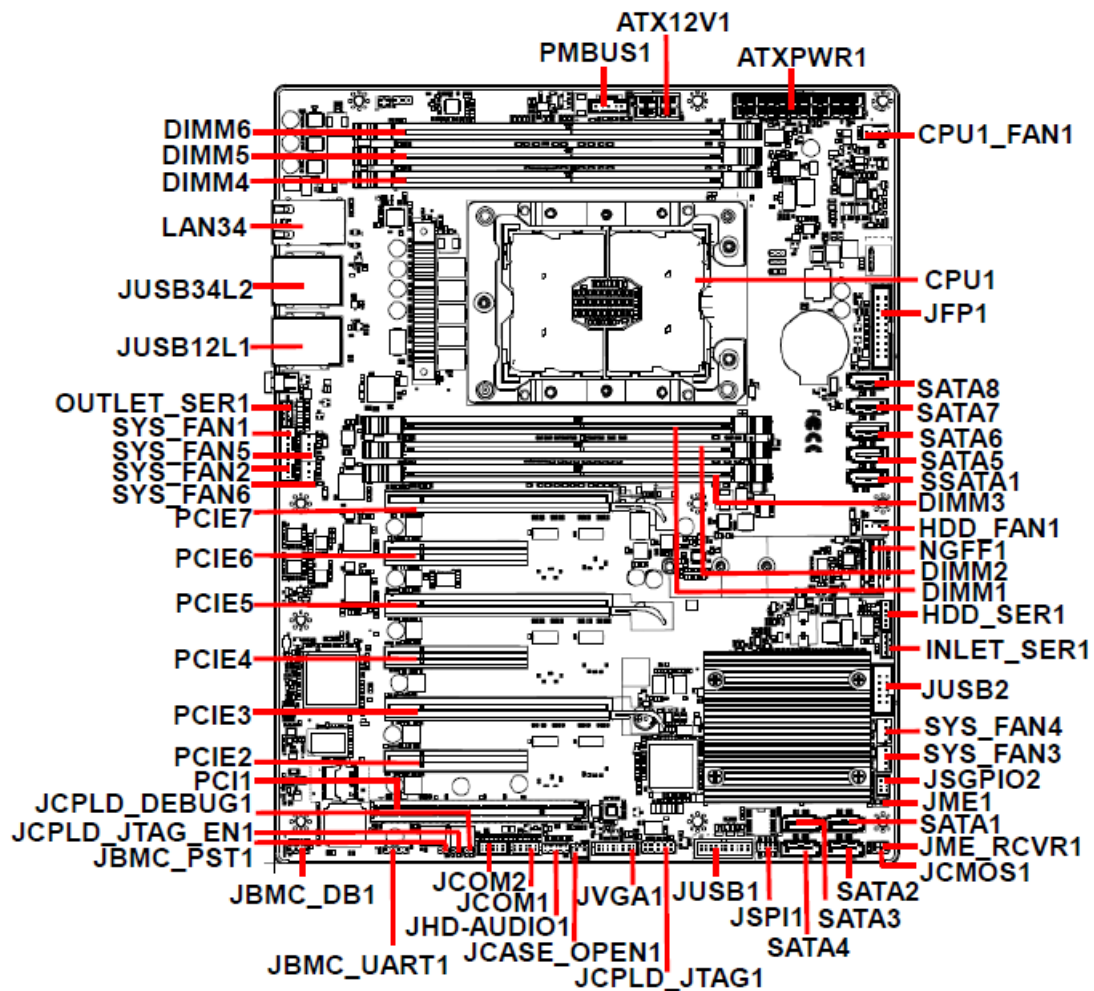 ATX12V1
PMBUS1
ATXPWR1
DIMM6
CPU1_FAN1
DIMM5
DIMM4
LAN34
CPU1
JUSB34L2
JFP1
JUSB12L1
SATA8
OUTLET_SER1
SATA7
SYS_FAN1
SATA6
SYS_FAN5
SATA5
SYS_FAN2
SSATA1
SYS_FAN6
DIMM3
PCIE7
HDD_FAN1
NGFF1
PCIE6
DIMM2
DIMM1
PCIE5
HDD_SER1
PCIE4
INLET_SER1
JUSB2
PCIE3
SYS_FAN4
PCIE2
SYS_FAN3
PCI1
JSGPIO2
JCPLD_DEBUG1
JME1
SATA1
JCPLD_JTAG_EN1
JME_RCVR1
JBMC_PST1
JCMOS1
JBMC_DB1
JCOM2
JVGA1
JUSB1
SATA2
JCOM1
JSPI1
SATA3
JHD-AUDIO1
JCASE_OPEN1
SATA4
JBMC_UART1
JCPLD_JTAG1